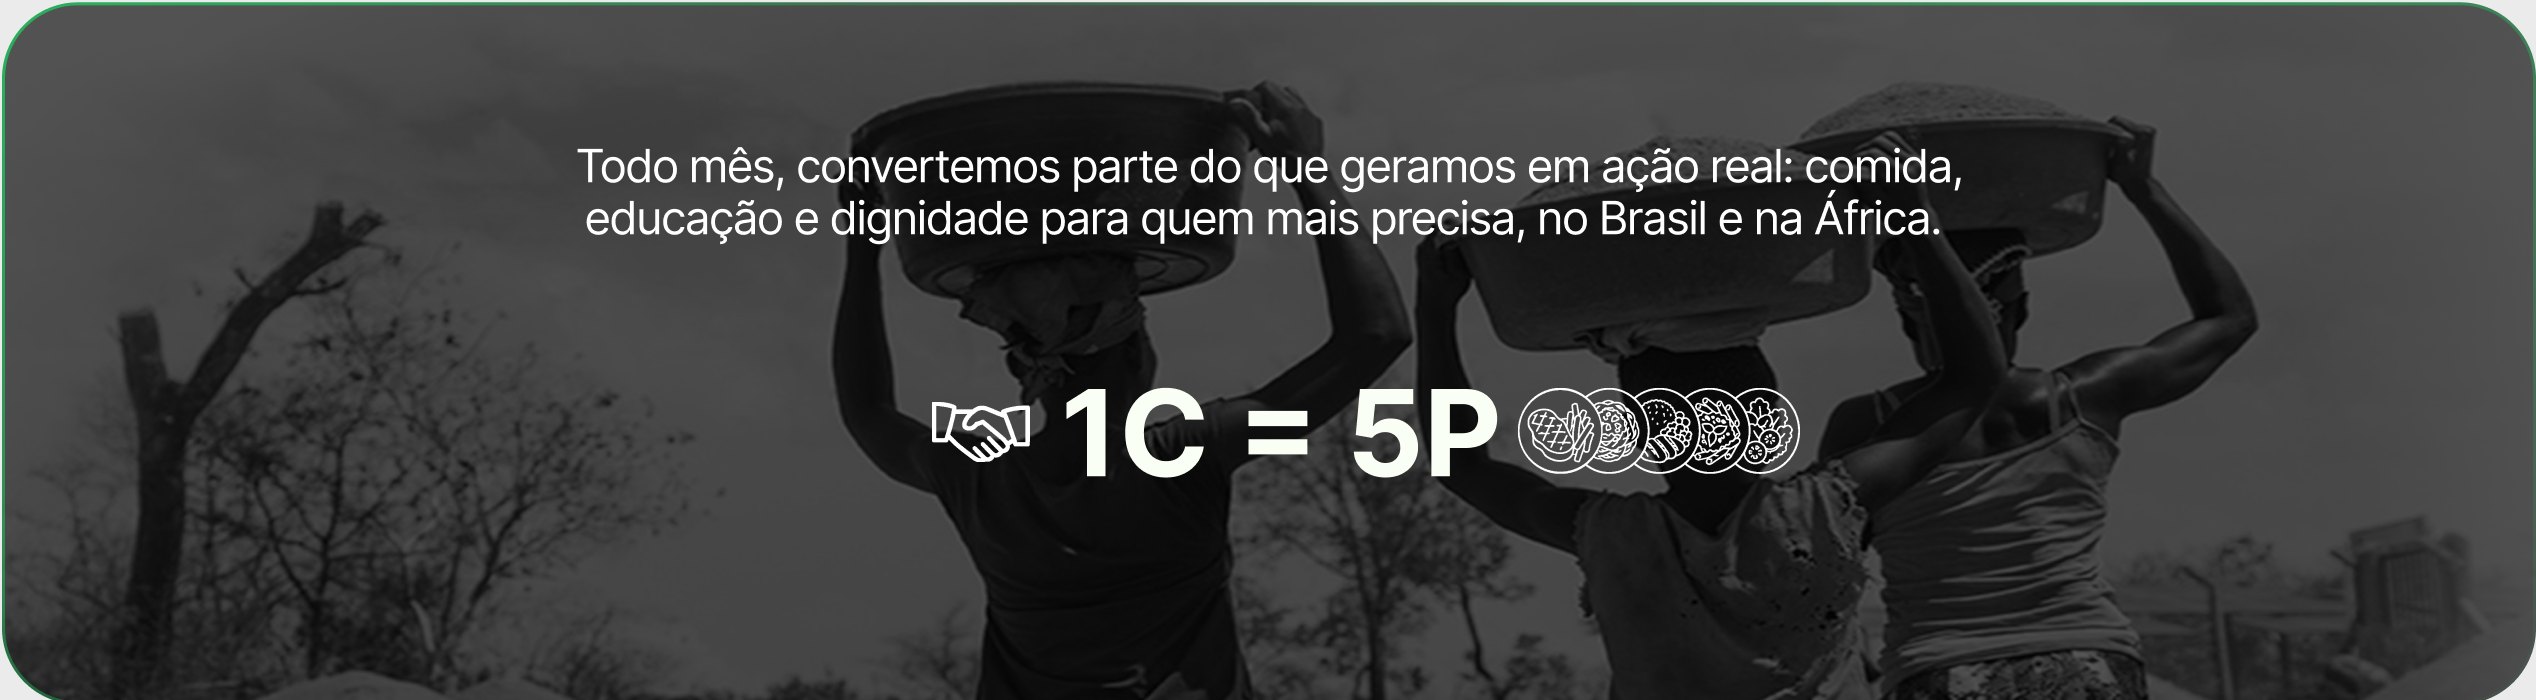 Todo mês, convertemos parte do que geramos em ação real: comida,
educação e dignidade para quem mais precisa, no Brasil e na África.
1C = 5P